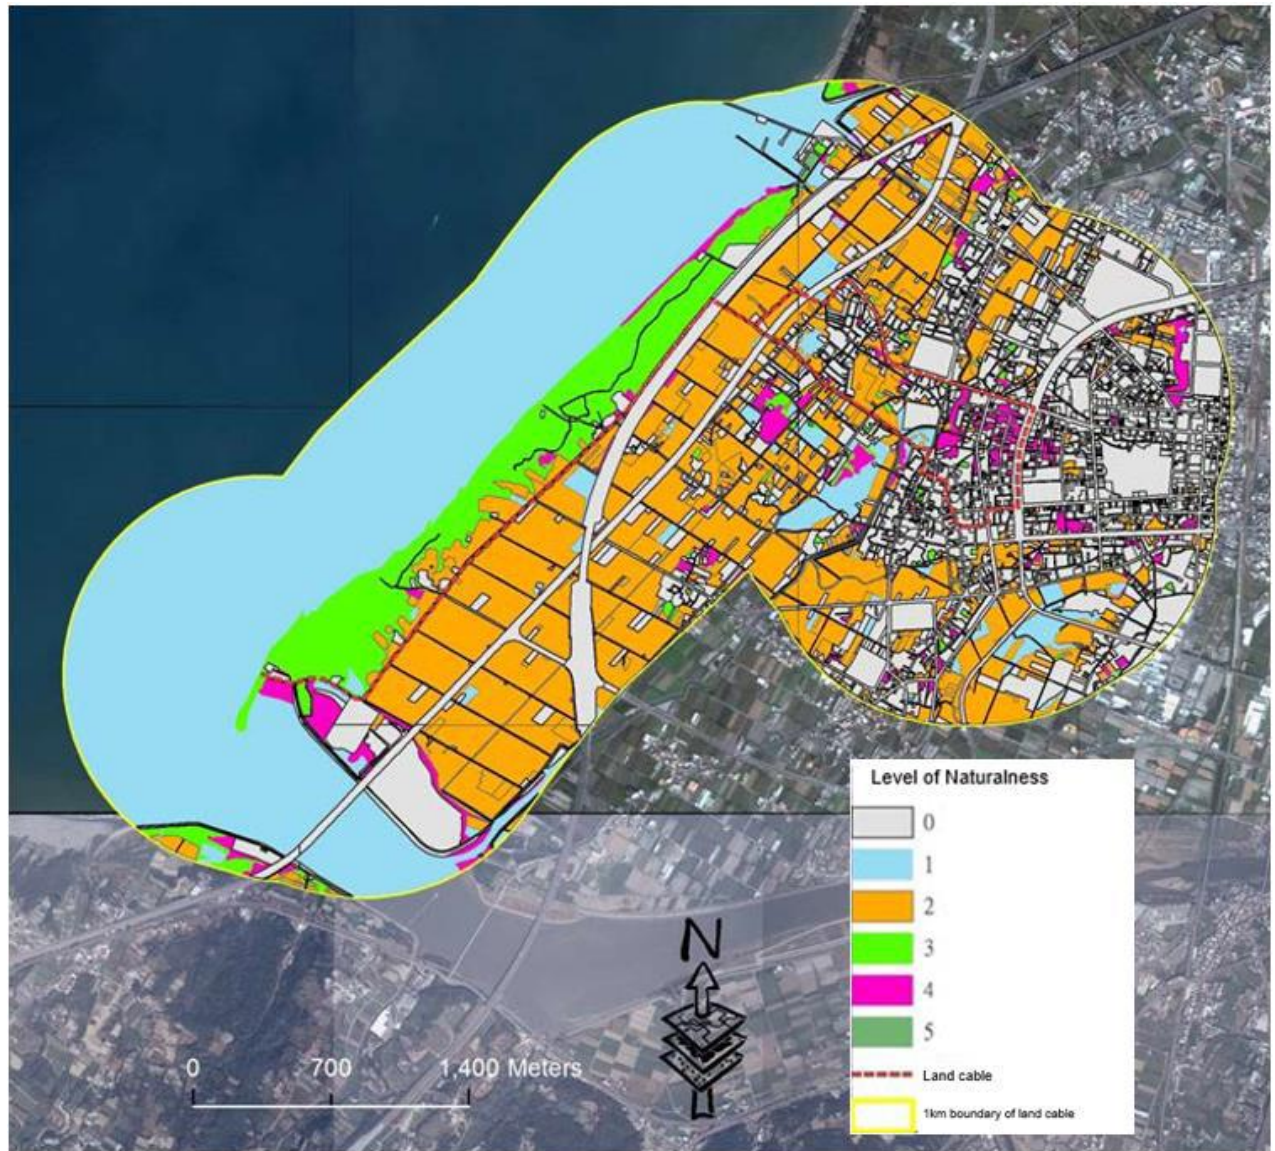 Level of Naturalness
0
1
2
3
4
5
Land cable
1km boundary of land cable
N
0 700 1,400 Meters